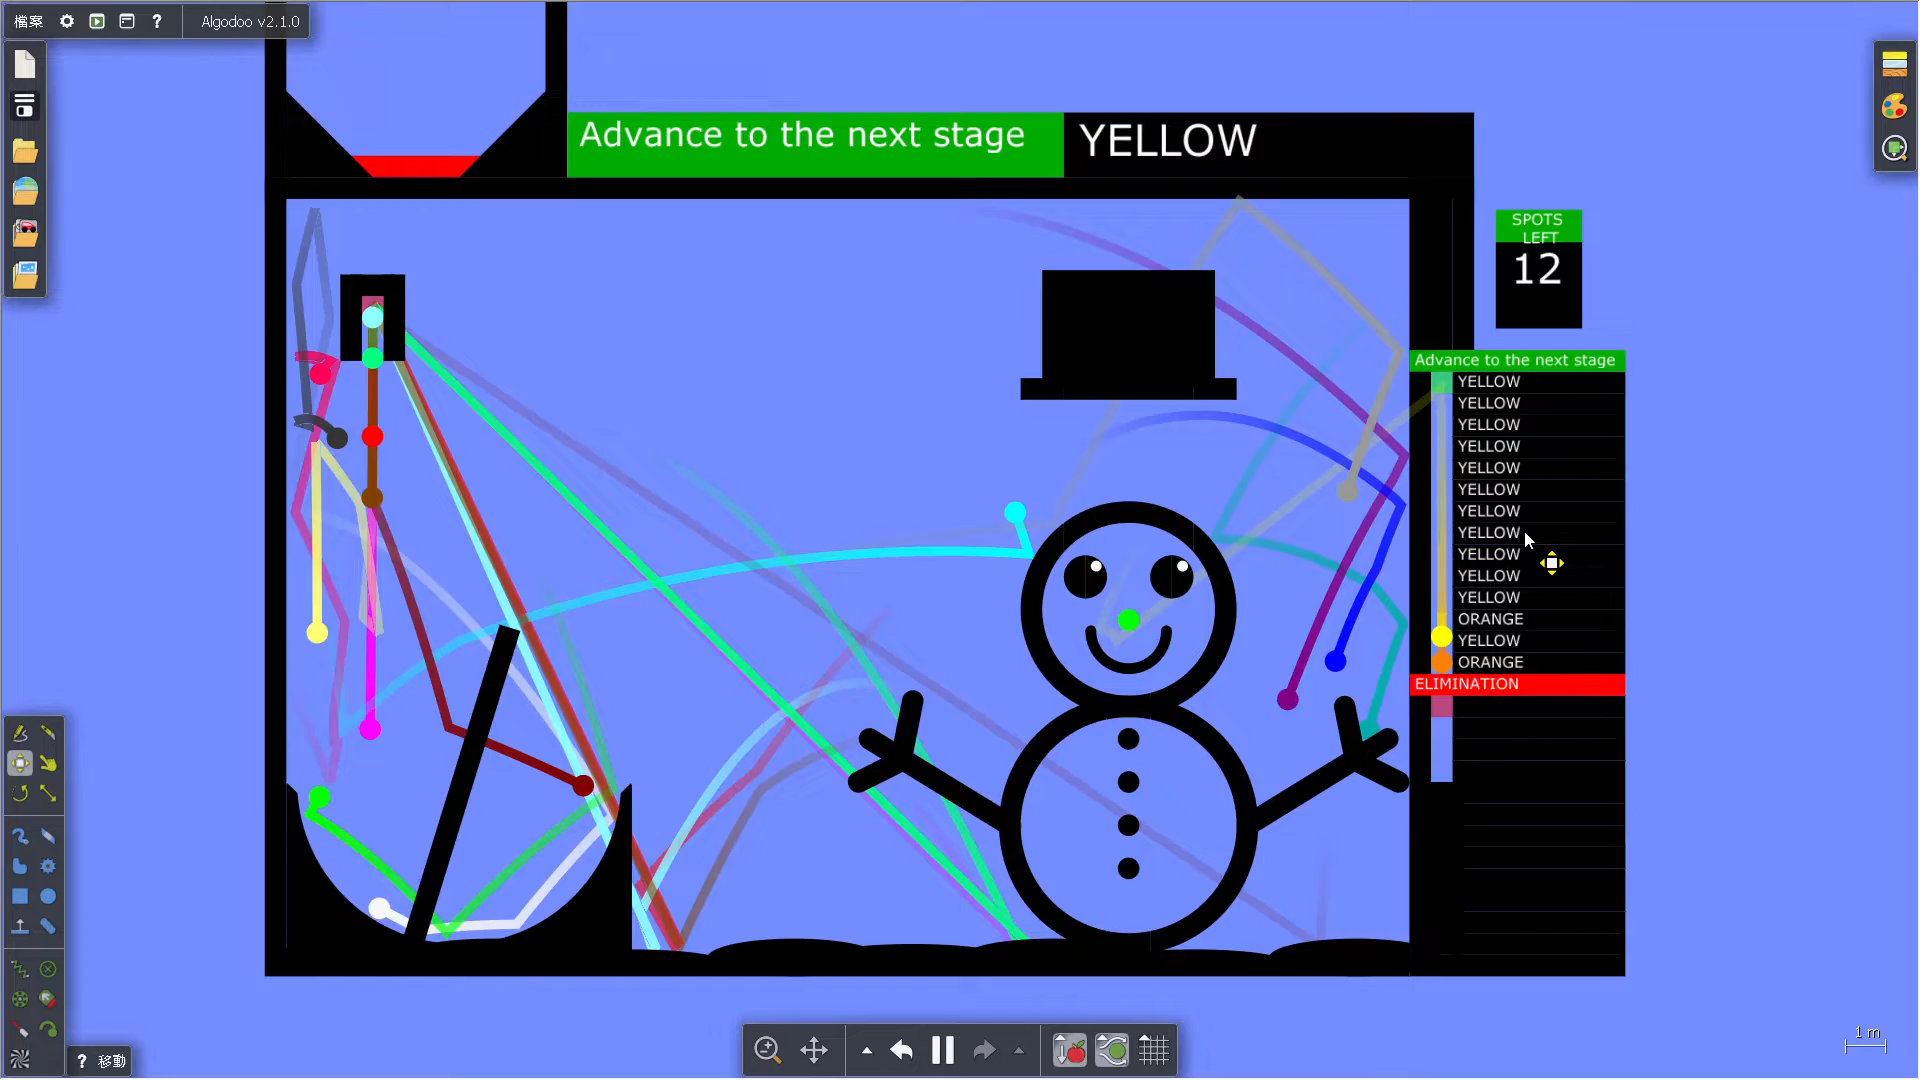 檔案 ? Algodoo v2.1.0
Advance to the next stage YELLOW
SPOTS
LEFT
12
Advance to the next stage
YELLOW
YELLOW
YELLOW
YELLOW
YELLOW
YELLOW
YELLOW
YELLOW
YELLOW
YELLOW
YELLOW
ORANGE
YELLOW
ORANGE
ELIMINATION
1 m
? 移動